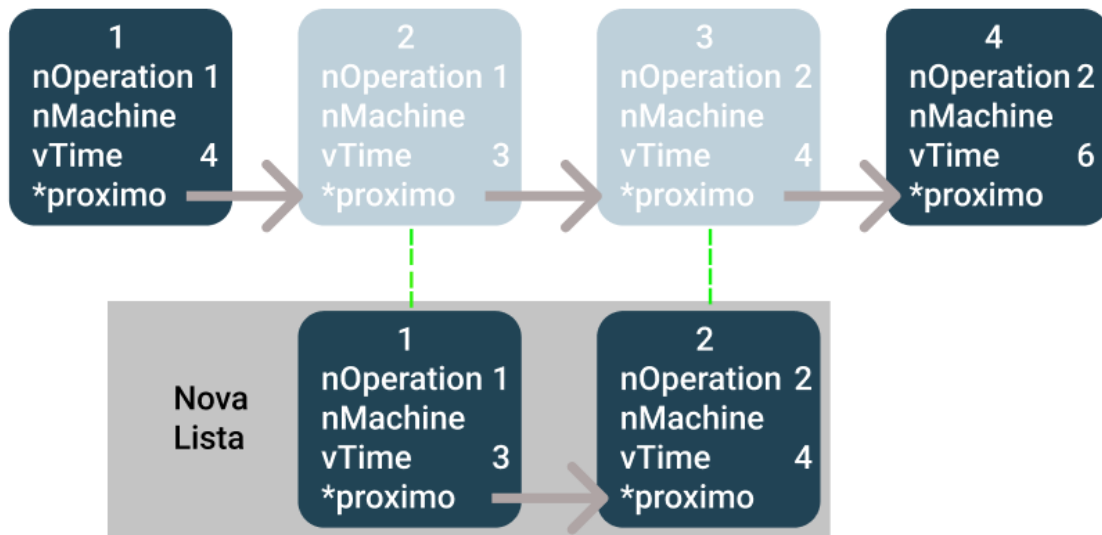 1
nOperation 1
nMachine
vTime 4
*proximo
2
nOperation 1
nMachine
vTime 3
*proximo
3
nOperation 2
nMachine
vTime 4
*proximo
4
nOperation 2
nMachine
vTime 6
*proximo
Nova
Lista
1
nOperation 1
nMachine
vTime 3
*proximo
2
nOperation 2
nMachine
vTime 4
*proximo